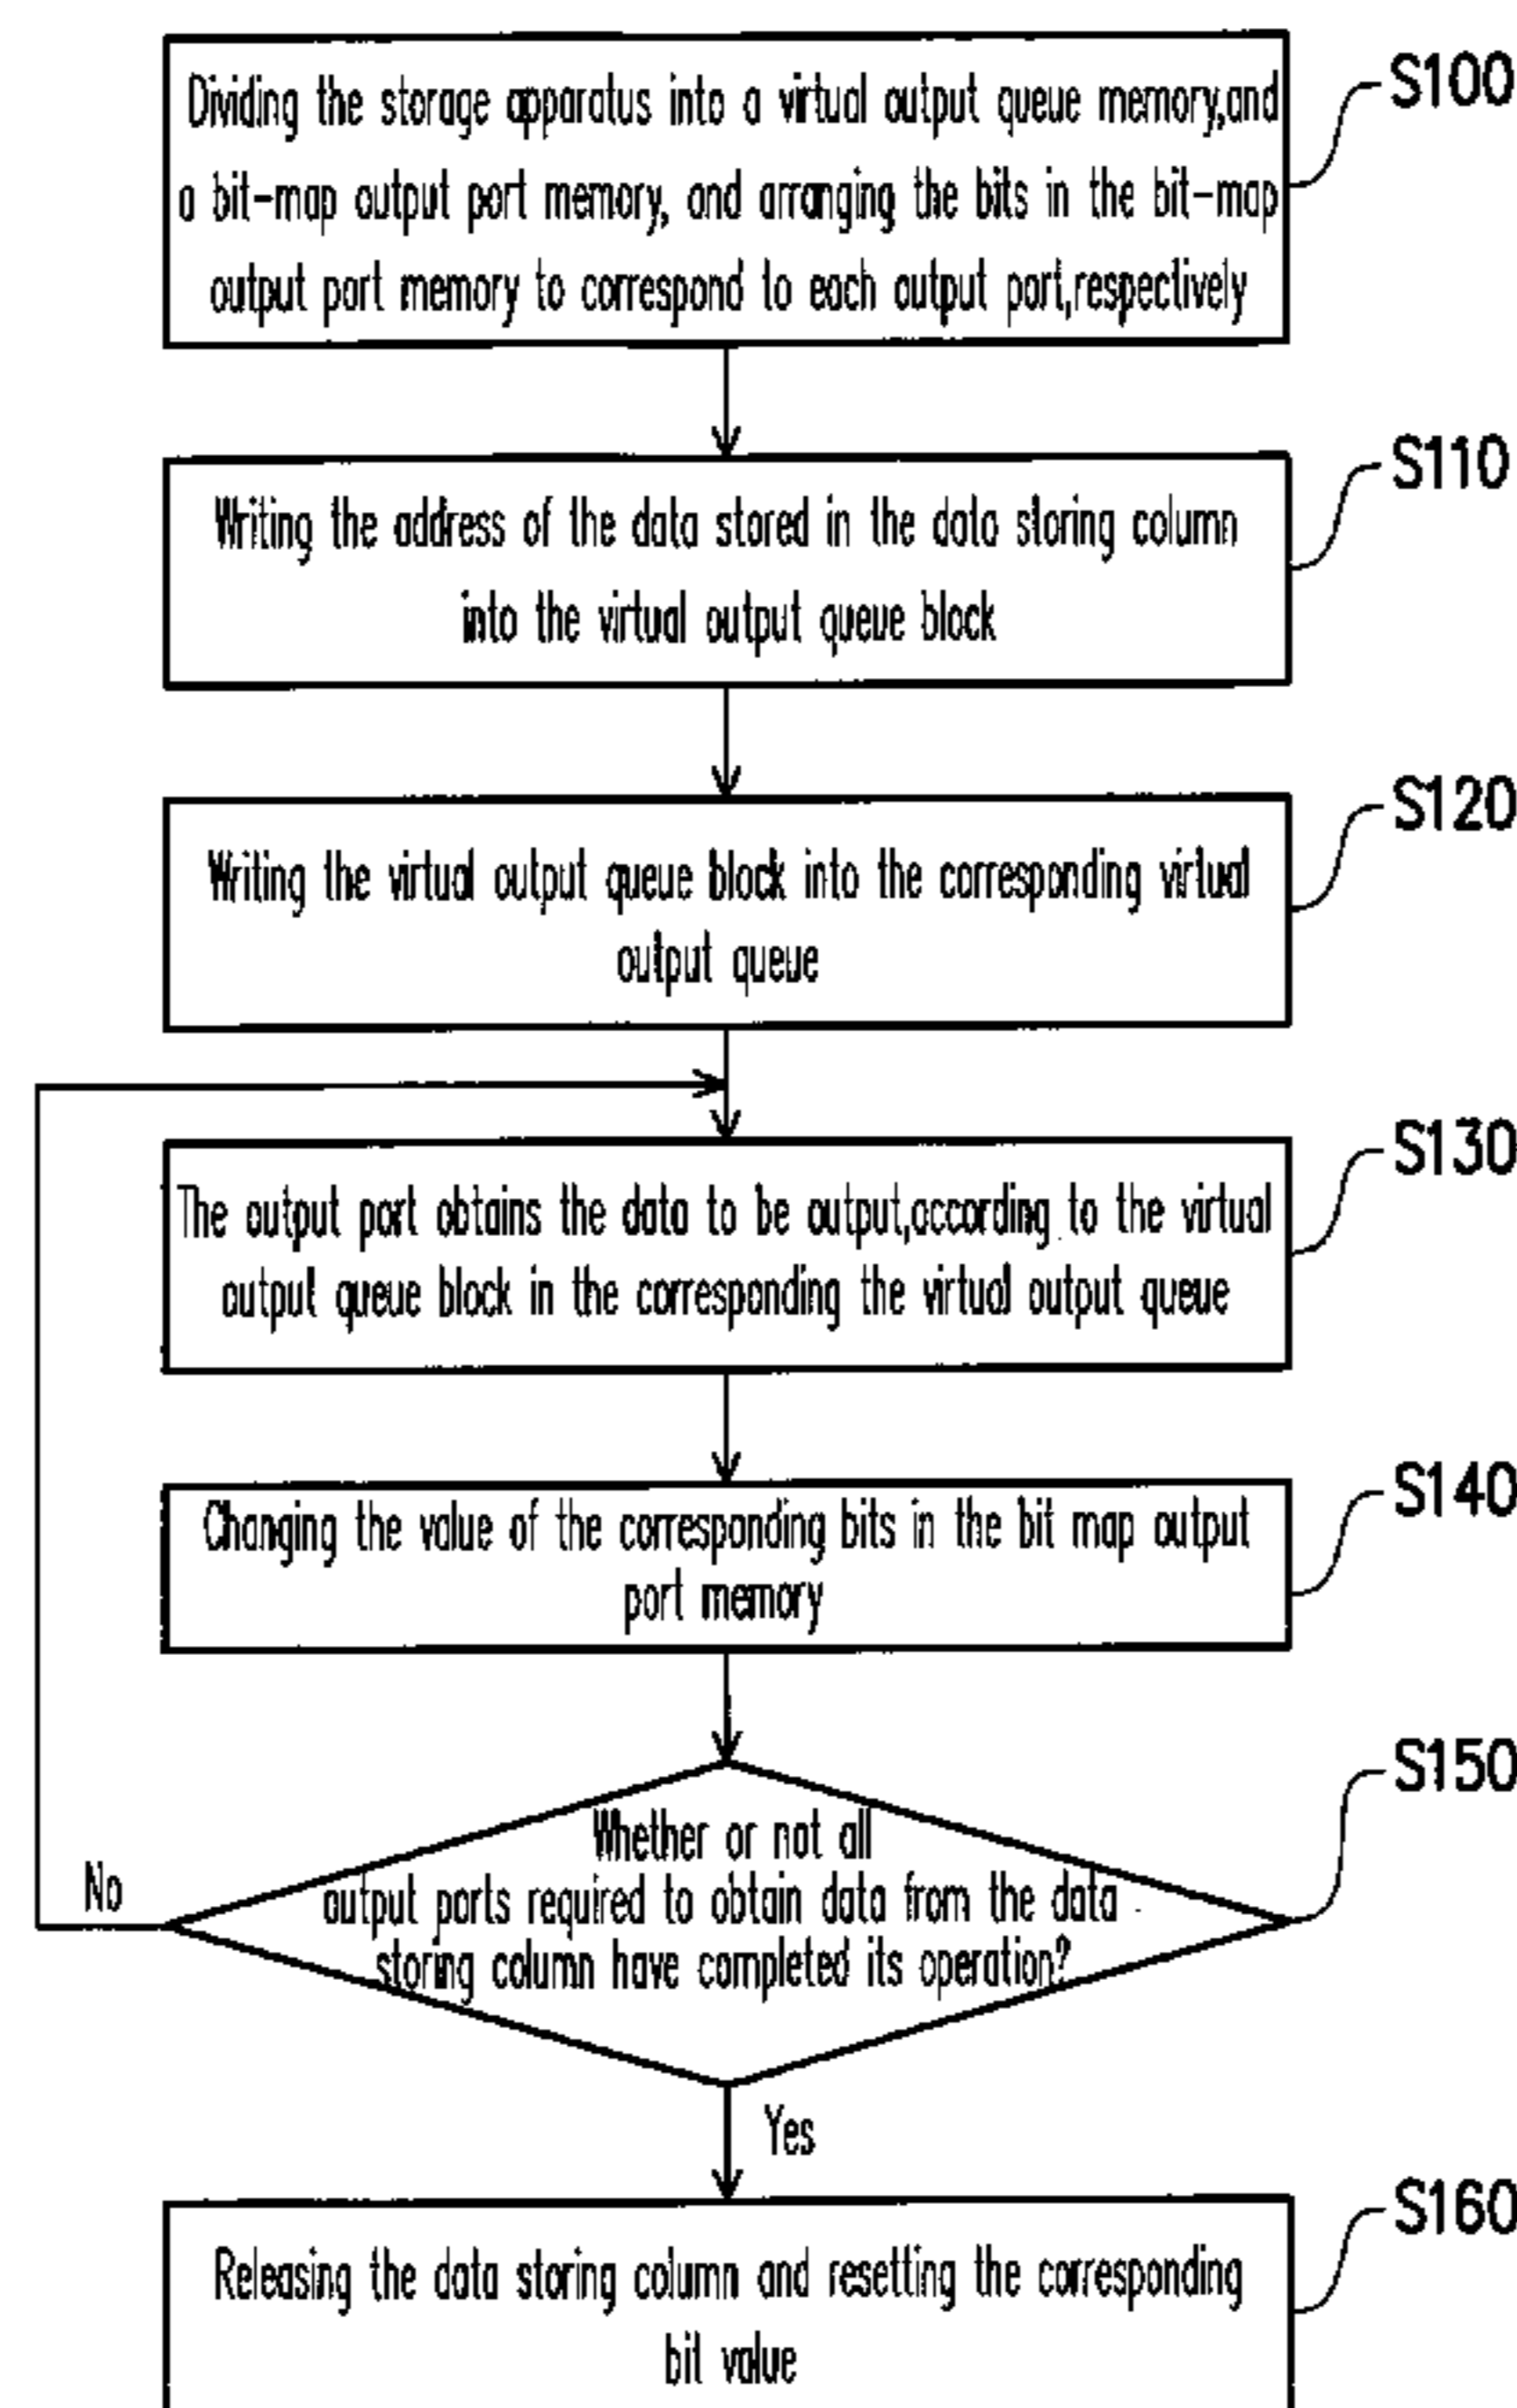 Dividing the storage apparatus into a virtual output queue memory,and
a bit-map output port memory, and arranging the bits in the bit-map
output port memory to correspond to each output port,respectively
S100
Writing the address of the data stored in the data storing column
into the virtual output queue block
S110
Writing the virtual output queue block into the corresponding virtual
output queue
S120
The output port obtains the data to be output,according to the virtual
output queue block in the corresponding the virtual output queue
S130
Changing the value of the corresponding bits in the bit map output
port memory
S140
Whether or not all
output ports required to obtain data from the data
storing column have completed its operation?
S150
No
Yes
Releasing the data storing column and resetting the corresponding
bit value
S160